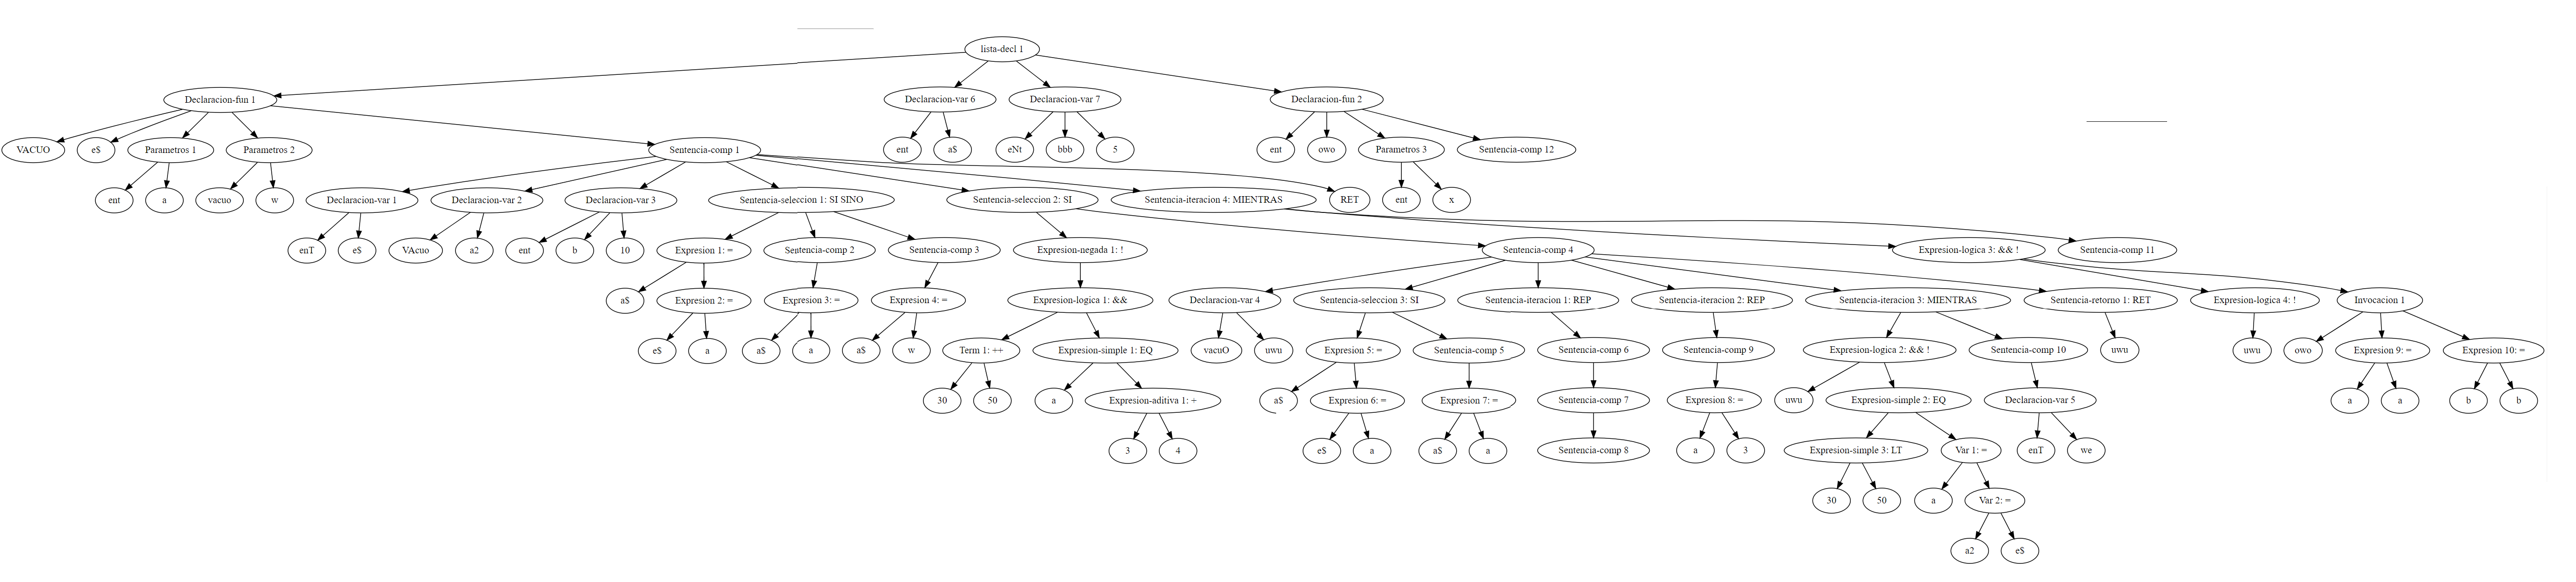 lista-decl 1
Declaracion-fun 1 Declaracion-var 6 Declaracion-var 7 Declaracion-fun 2
VACUO e$ Parametros 1 Parametros 2 Sentencia-comp 1 ent a$ eNt bbb 5 ent owo Parametros 3 Sentencia-comp 12
ent a vacuo w Declaracion-var 1 Declaracion-var 2 Declaracion-var 3 Sentencia-seleccion 1: SI SINO Sentencia-seleccion 2: SI Sentencia-iteracion 4: MIENTRAS RET ent x
enT e$ VAcuo a2 ent b 10 Expresion 1: = Sentencia-comp 2 Sentencia-comp 3 Expresion-negada 1: ! Sentencia-comp 4 Expresion-logica 3: && ! Sentencia-comp 11
a$ Expresion 2: = Expresion 3: = Expresion 4: = Expresion-logica 1: && Declaracion-var 4 Sentencia-seleccion 3: SI Sentencia-iteracion 1: REP Sentencia-iteracion 2: REP Sentencia-iteracion 3: MIENTRAS Sentencia-retorno 1: RET Expresion-logica 4: ! Invocacion 1
e$ a a$ a a$ w Term 1: ++ Expresion-simple 1: EQ vacuO uwu Expresion 5: = Sentencia-comp 5 Sentencia-comp 6 Sentencia-comp 9 Expresion-logica 2: && ! Sentencia-comp 10 uwu uwu owo Expresion 9: = Expresion 10: =
30 50 a Expresion-aditiva 1: + a$ Expresion 6: = Expresion 7: = Sentencia-comp 7 Expresion 8: = uwu Expresion-simple 2: EQ Declaracion-var 5 a a b b
3 4 e$ a a$ a Sentencia-comp 8 a 3 Expresion-simple 3: LT Var 1: = enT we
30 50 a Var 2: =
a2 e$